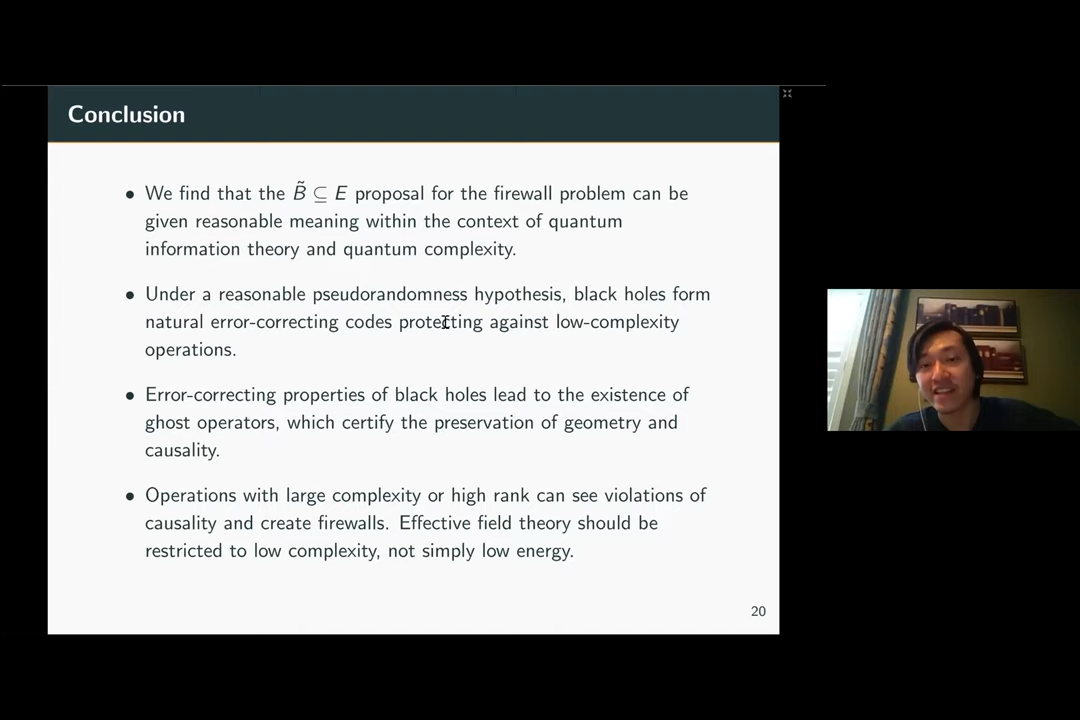 Conclusion
• We find that the B̃ ⊆ E proposal for the firewall problem can be
given reasonable meaning within the context of quantum
information theory and quantum complexity.
• Under a reasonable pseudorandomness hypothesis, black holes form
natural error-correcting codes protecting against low-complexity
operations.
• Error-correcting properties of black holes lead to the existence of
ghost operators, which certify the preservation of geometry and
causality.
• Operations with large complexity or high rank can see violations of
causality and create firewalls. Effective field theory should be
restricted to low complexity, not simply low energy.
20